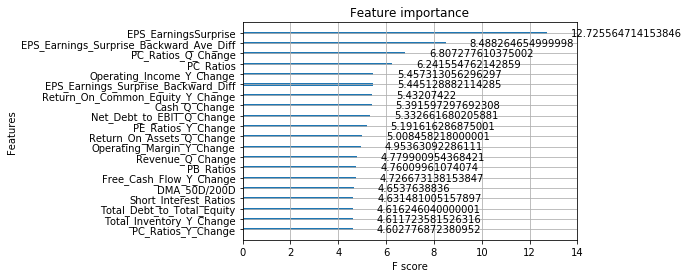 Feature importance
EPS_EarningsSurprise 12.725564714153846
EPS_Earnings_Surprise_Backward_Ave_Diff 8.488264654999998
PC_Ratios_Q_Change 6.807277610375002
PC_Ratios 6.241554762142859
Operating_Income_Y_Change 5.457313056296297
EPS_Earnings_Surprise_Backward_Diff 5.445128882114285
Return_On_Common_Equity_Y_Change 5.43207422
Cash_Q_Change 5.391597297692308
Net_Debt_to_EBIT_Q_Change 5.332661680205881
PE_Ratios_Y_Change 5.191616286875001
Return_On_Assets_Q_Change 5.008458218000001
Operating_Margin_Y_Change 4.95363092286111
Revenue_Q_Change 4.779900954368421
PB_Ratios 4.76009961074074
Free_Cash_Flow_Y_Change 4.726673138153847
DMA_50D/200D 4.6537638836
Short_Interest_Ratios 4.631481005157897
Total_Debt_to_Total_Equity 4.616246040000001
Total_Inventory_Y_Change 4.611723581526316
PC_Ratios_Y_Change 4.602776872380952
Features
0 2 4 6 8 10 12 14
F score